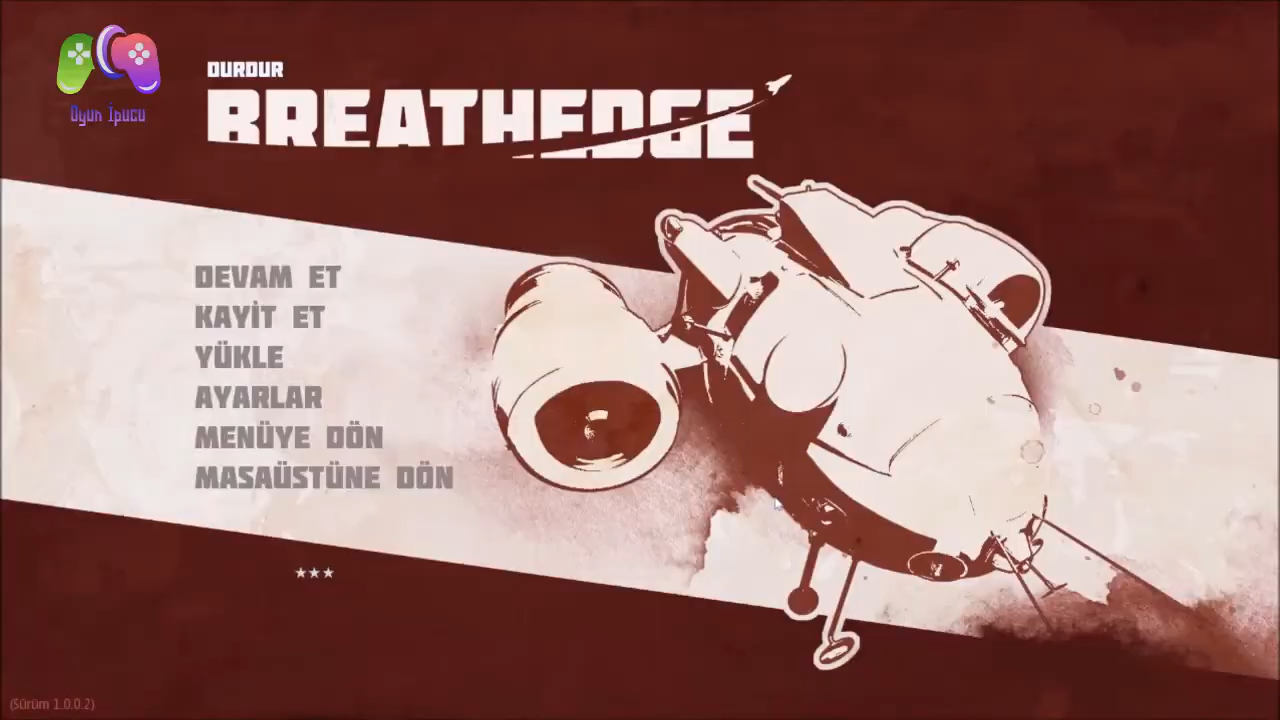 Oyun İpucu
DURDUR
BREATHEDGE
DEVAM ET
KAYİT ET
YÜKLE
AYARLAR
MENÜYE DÖN
MASAÜSTÜNE DÖN
(Sürüm 1.0.0.2)